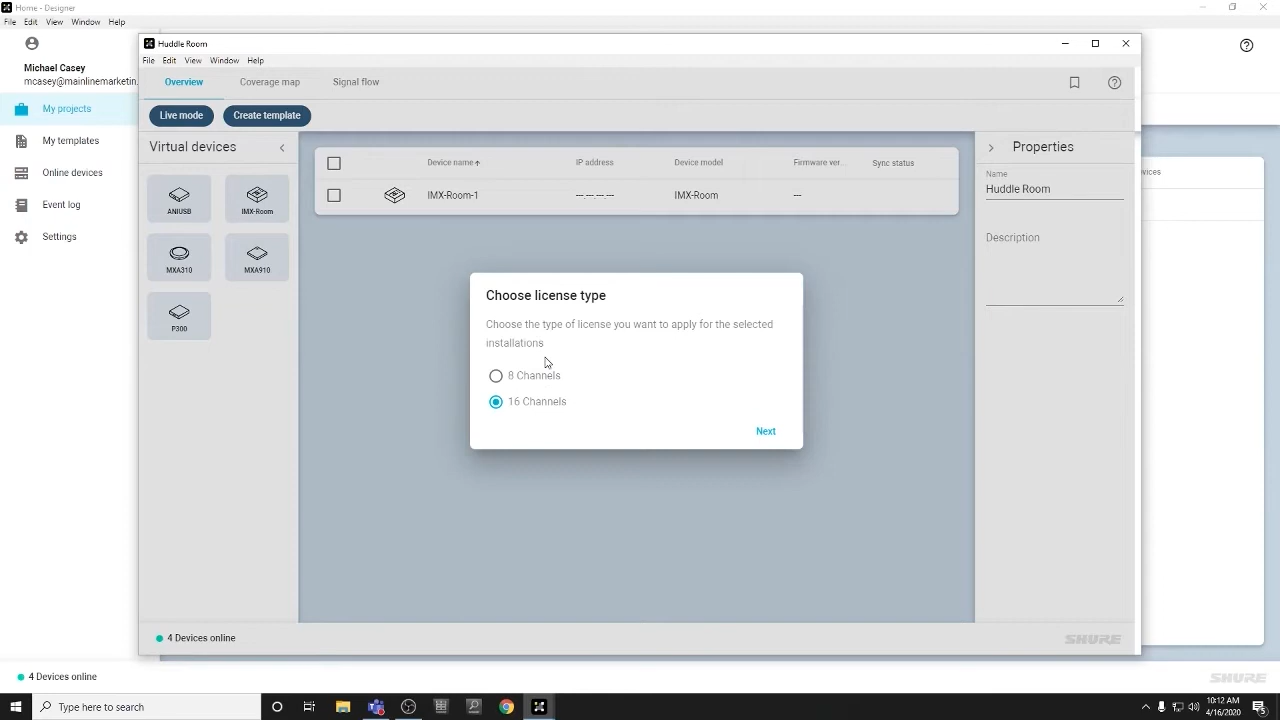 Home - Designer
File Edit View Window Help
Michael Casey
mcasey@mainlinemarketin.
My projects
My templates
Online devices
Event log
Settings
Huddle Room
File Edit View Window Help
Overview Coverage map Signal flow
Live mode Create template
Virtual devices
ANIUSB IMX-Room
MXA310 MXA910
P300
Device name IP address Device model Firmware ver... Sync status
IMX-Room-1 ---.---.---.--- IMX-Room ---
Choose license type
Choose the type of license you want to apply for the selected
installations
8 Channels
16 Channels
Next
Properties
Name
Huddle Room
Description
vices
4 Devices online
SHURE
4 Devices online
SHURE
Type here to search
10:12 AM
4/16/2020
5